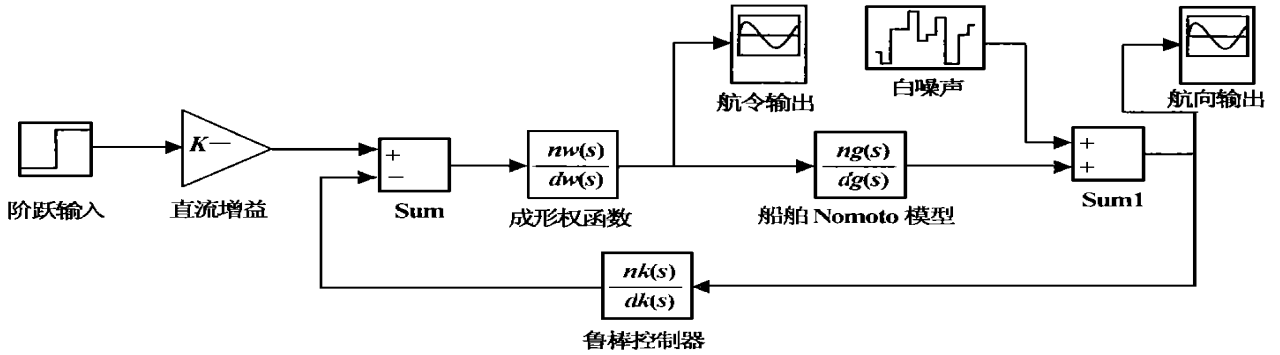 航令输出
白噪声
航向输出
K—
+
−
nw(s)
dw(s)
ng(s)
dg(s)
+
+
阶跃输入
直流增益
Sum
成形权函数
船舶 Nomoto 模型
Sum1
nk(s)
dk(s)
鲁棒控制器